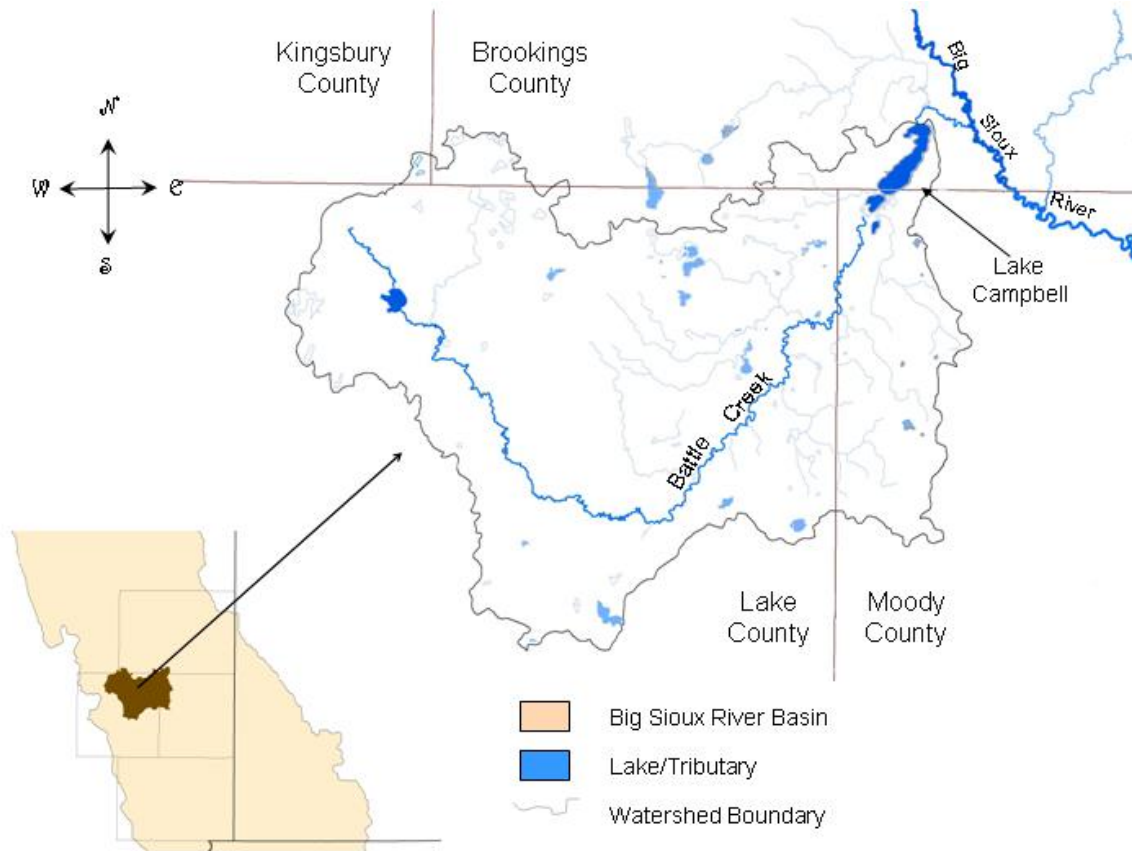 Kingsbury
County
Brookings
County
Big
Sioux
River
N
W
E
S
Lake
Campbell
Battle Creek
Lake
County
Moody
County
Big Sioux River Basin
Lake/Tributary
Watershed Boundary